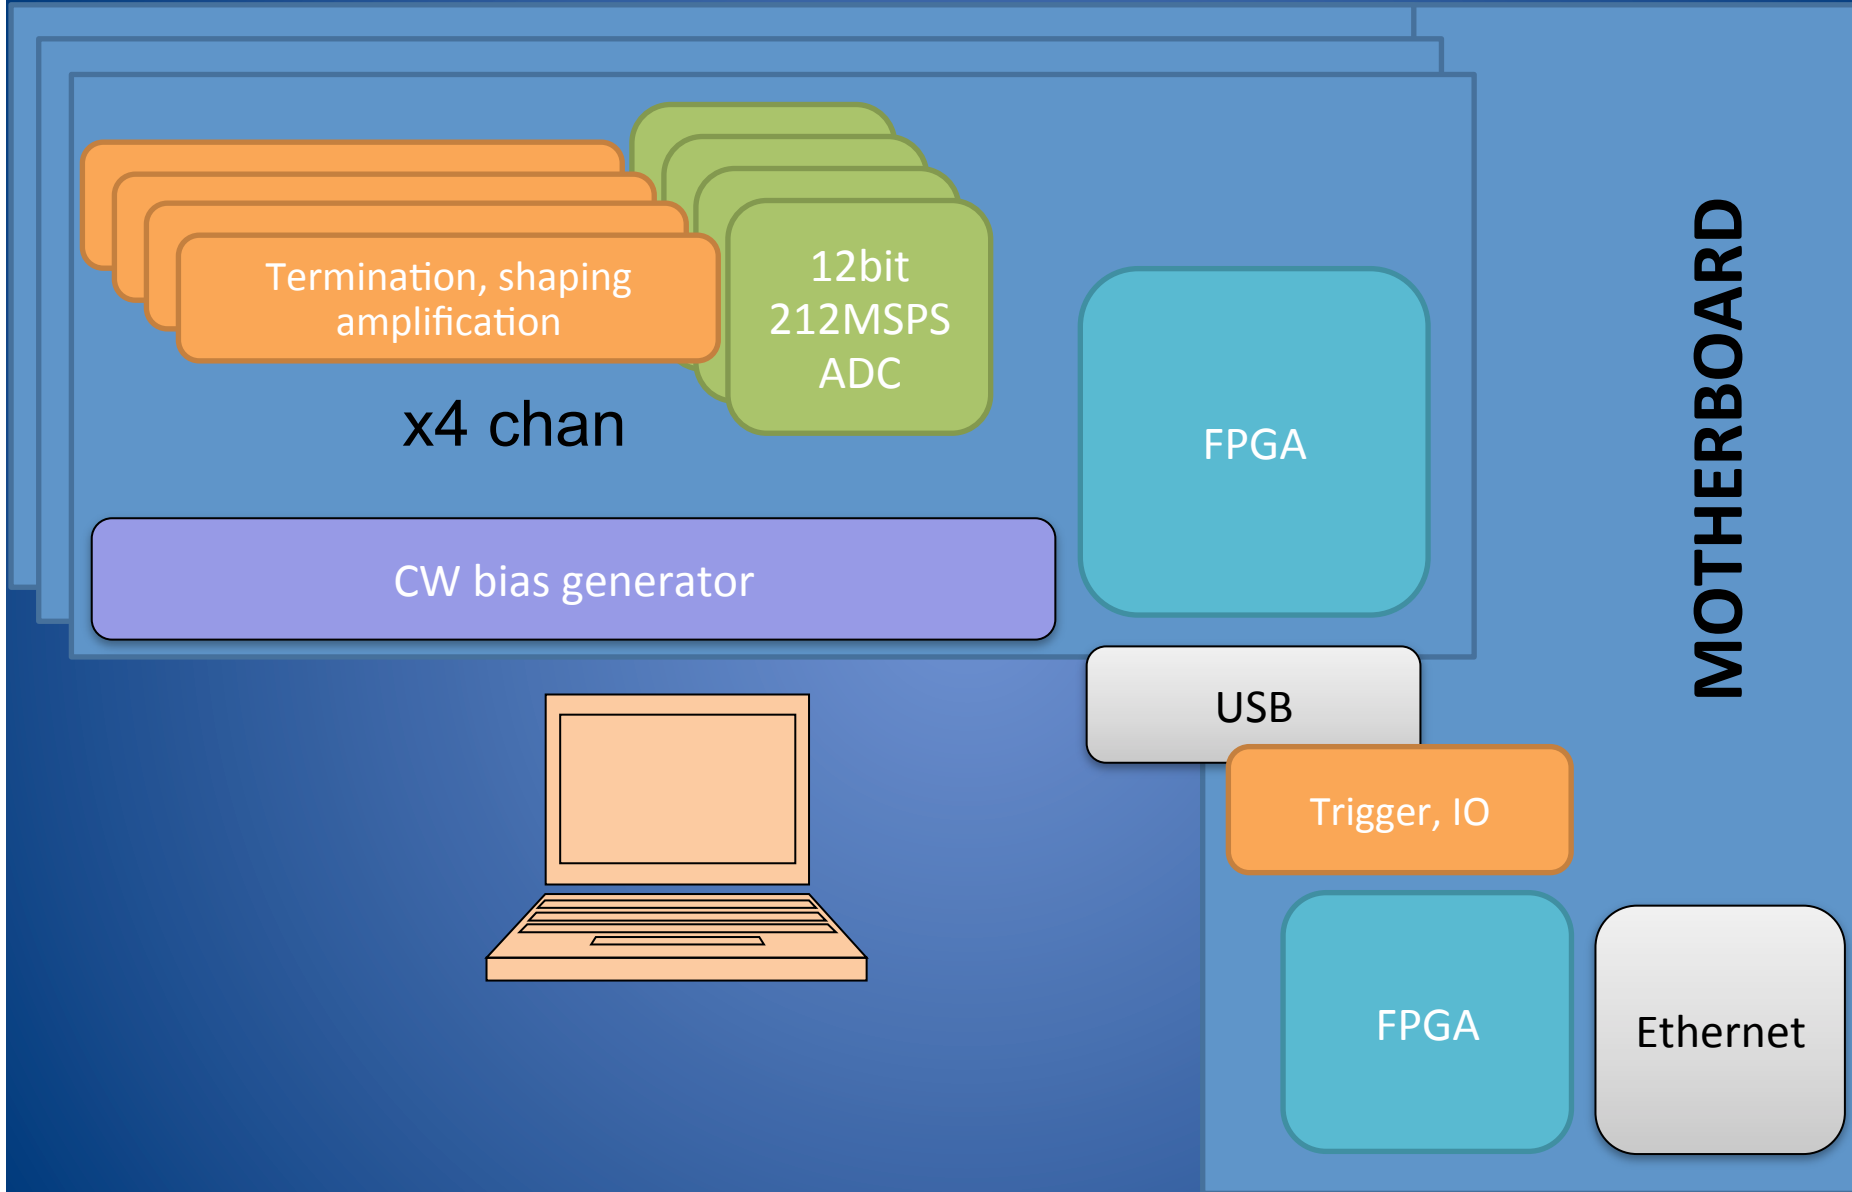 Termination, shaping
amplification
12bit
212MSPS
ADC
x4 chan
FPGA
CW bias generator
MOTHERBOARD
USB
Trigger, IO
FPGA
Ethernet